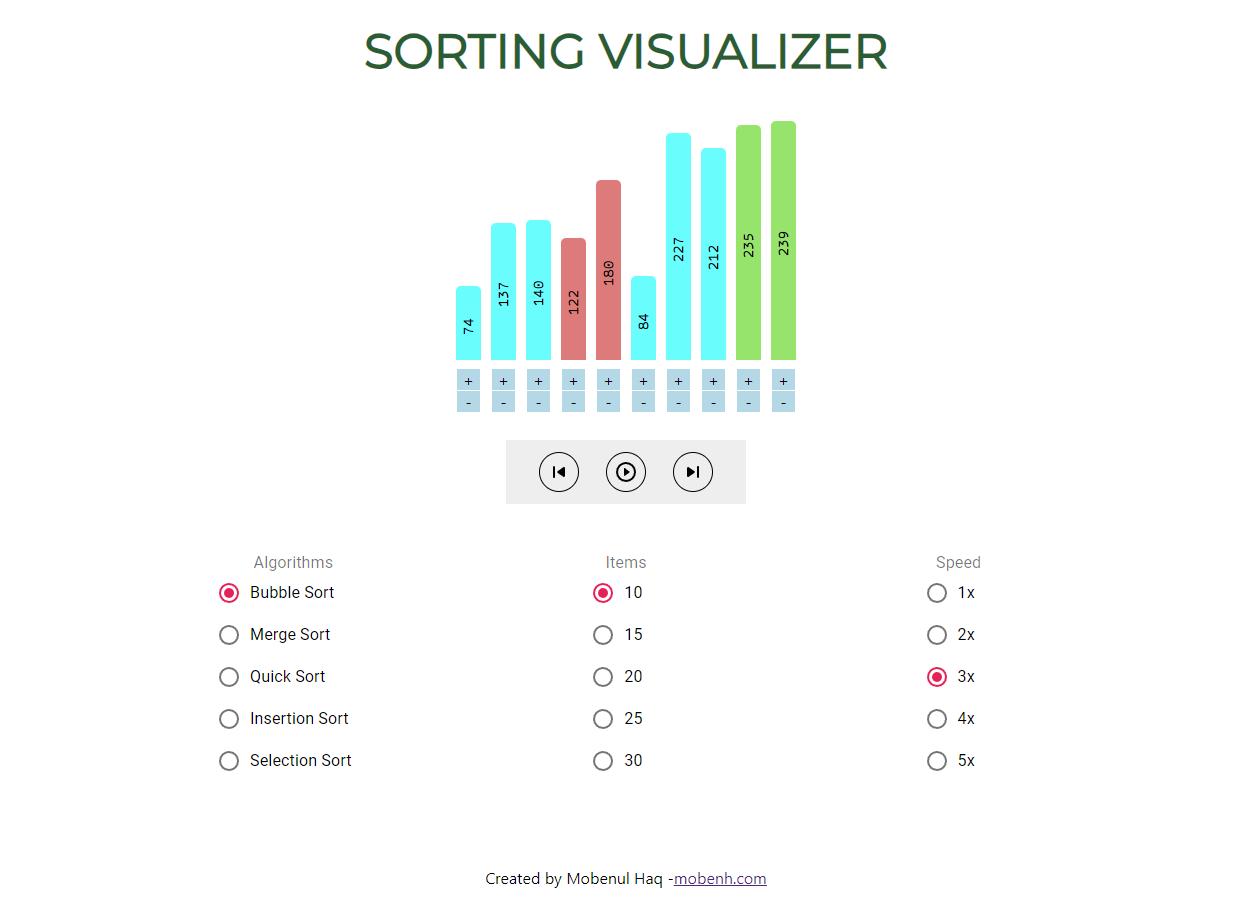 SORTING VISUALIZER
74 137 140 122 180 84 227 212 235 239
+ + + + + + + + + +
- - - - - - - - - -
Algorithms Items Speed
Bubble Sort 10 1x
Merge Sort 15 2x
Quick Sort 20 3x
Insertion Sort 25 4x
Selection Sort 30 5x
Created by Mobenul Haq -mobenh.com